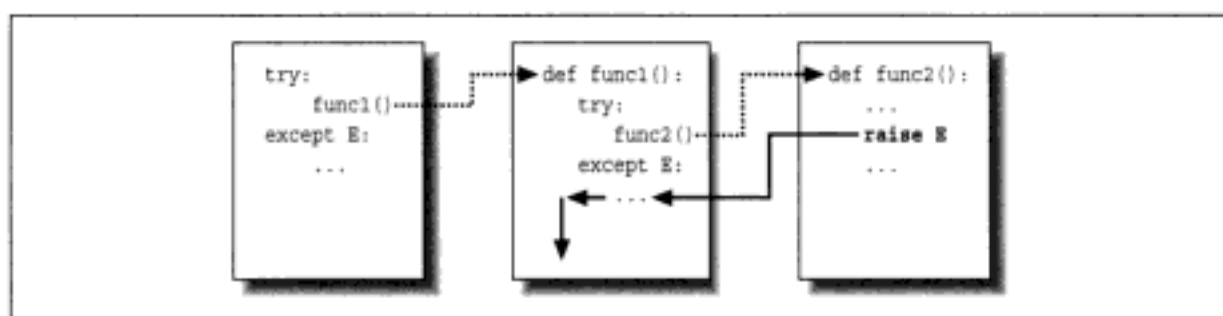 try:
func1()
except E:
...
def func1():
try:
func2()
except E:
...
def func2():
...
raise E
...